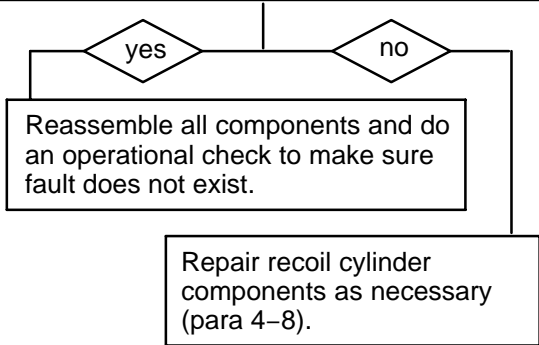 yes
no
Reassemble all components and do
an operational check to make sure
fault does not exist.
Repair recoil cylinder
components as necessary
(para 4−8).